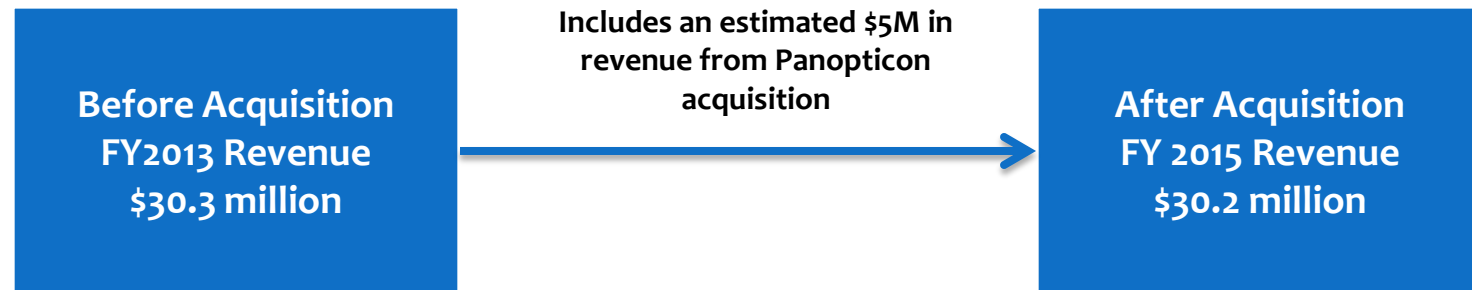 Before Acquisition
FY2013 Revenue
$30.3 million
Includes an estimated $5M in
revenue from Panopticon
acquisition
After Acquisition
FY 2015 Revenue
$30.2 million